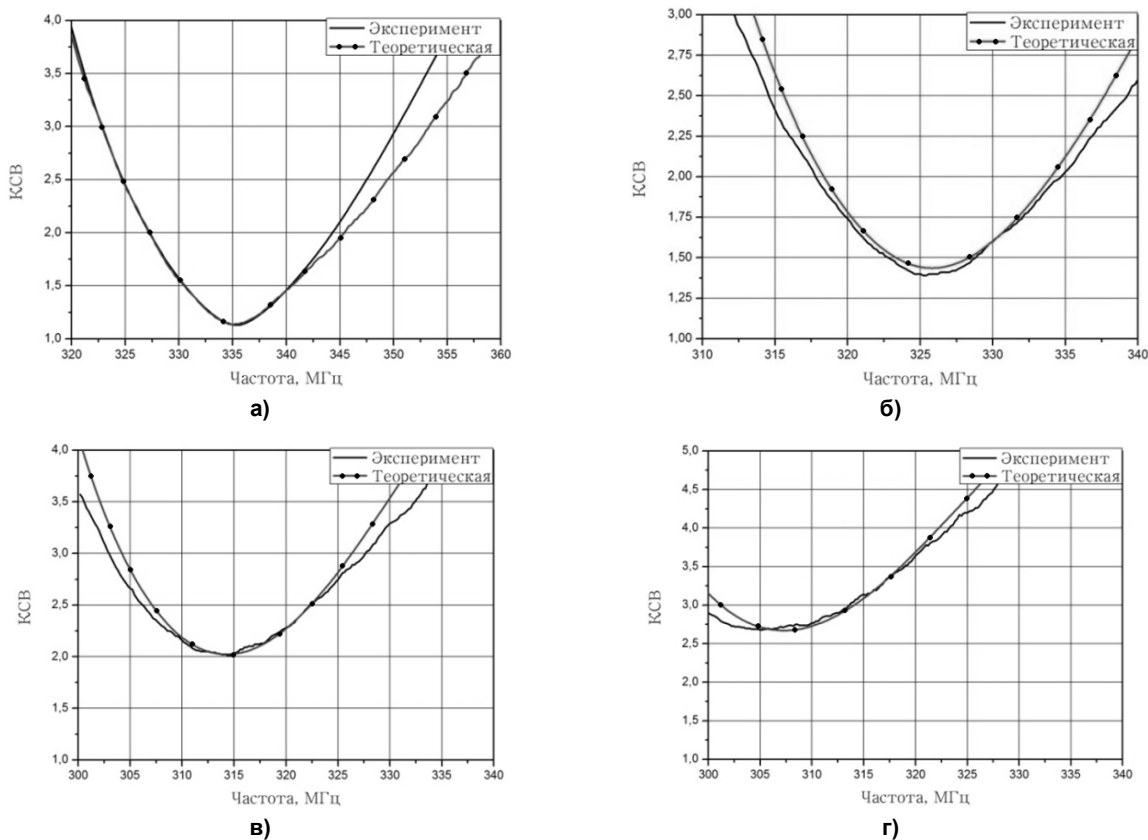 4,0
3,5
3,0
2,5
2,0
1,5
1,0
КСВ
Эксперимент
Теоретическая
320 325 330 335 340 345 350 355 360
Частота, МГц
а)
3,00
2,75
2,50
2,25
2,00
1,75
1,50
1,25
1,00
КСВ
Эксперимент
Теоретическая
310 315 320 325 330 335 340
Частота, МГц
б)
4,0
3,5
3,0
2,5
2,0
1,5
1,0
КСВ
Эксперимент
Теоретическая
300 305 310 315 320 325 330 335 340
Частота, МГц
в)
5,0
4,5
4,0
3,5
3,0
2,5
2,0
1,5
1,0
КСВ
Эксперимент
Теоретическая
300 305 310 315 320 325 330 335 340
Частота, МГц
г)